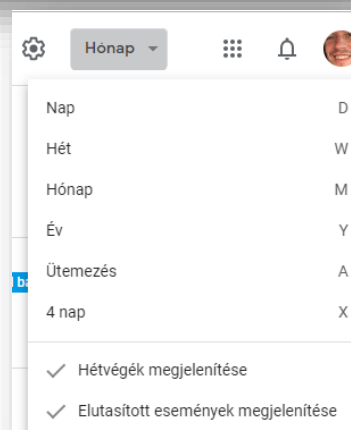 Hónap
Nap D
Hét W
Hónap M
Év Y
Ütemezés A
4 nap X
Hétvégék megjelenítése
Elutasított események megjelenítése